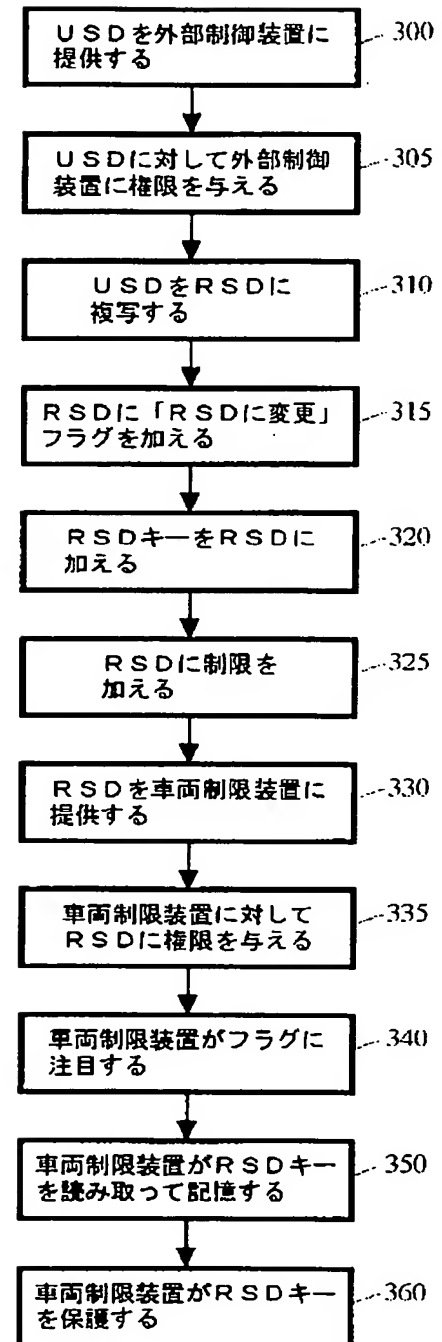 USDを外部制御装置に
提供する
300
USDに対して外部制御
装置に権限を与える
305
USDをRSDに
複写する
310
RSDに「RSDに変更」
フラグを加える
315
RSDキーをRSDに
加える
320
RSDに制限を
加える
325
RSDを車両制限装置に
提供する
330
車両制限装置に対して
RSDに権限を与える
335
車両制限装置がフラグに
注目する
340
車両制限装置がRSDキー
を読み取って記憶する
350
車両制限装置がRSDキー
を保護する
360